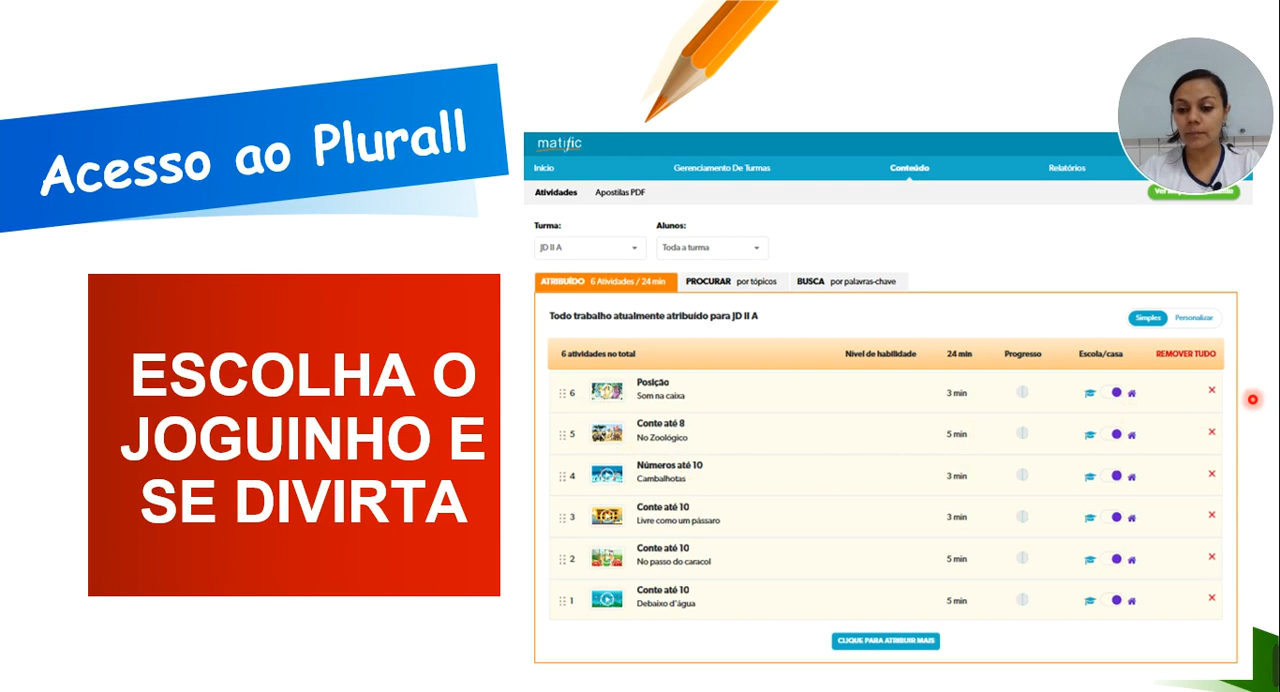 Acesso ao Plurall
ESCOLHA O
JOGUINHO E
SE DIVIRTA
matific
Início Gerenciamento De Turmas Conteúdo Relatórios
Atividades Apostilas PDF
Turma: Alunos:
JD II A Toda a turma
ATRIBUÍDO 6 Atividades / 24 min PROCURAR por tópicos BUSCA por palavras-chave
Todo trabalho atualmente atribuído para JD II A
Simples Personalizar
6 atividades no total Nível de habilidade 24 min Progresso Escola/casa REMOVER TUDO
6 Posição 3 min
Som na caixa
5 Conte até 8 5 min
No Zoológico
4 Números até 10 3 min
Cambalhotas
3 Conte até 10 3 min
Livre como um pássaro
2 Conte até 10 5 min
No passo do caracol
1 Conte até 10 5 min
Debaixo d'água
CLIQUE PARA ATRIBUIR MAIS